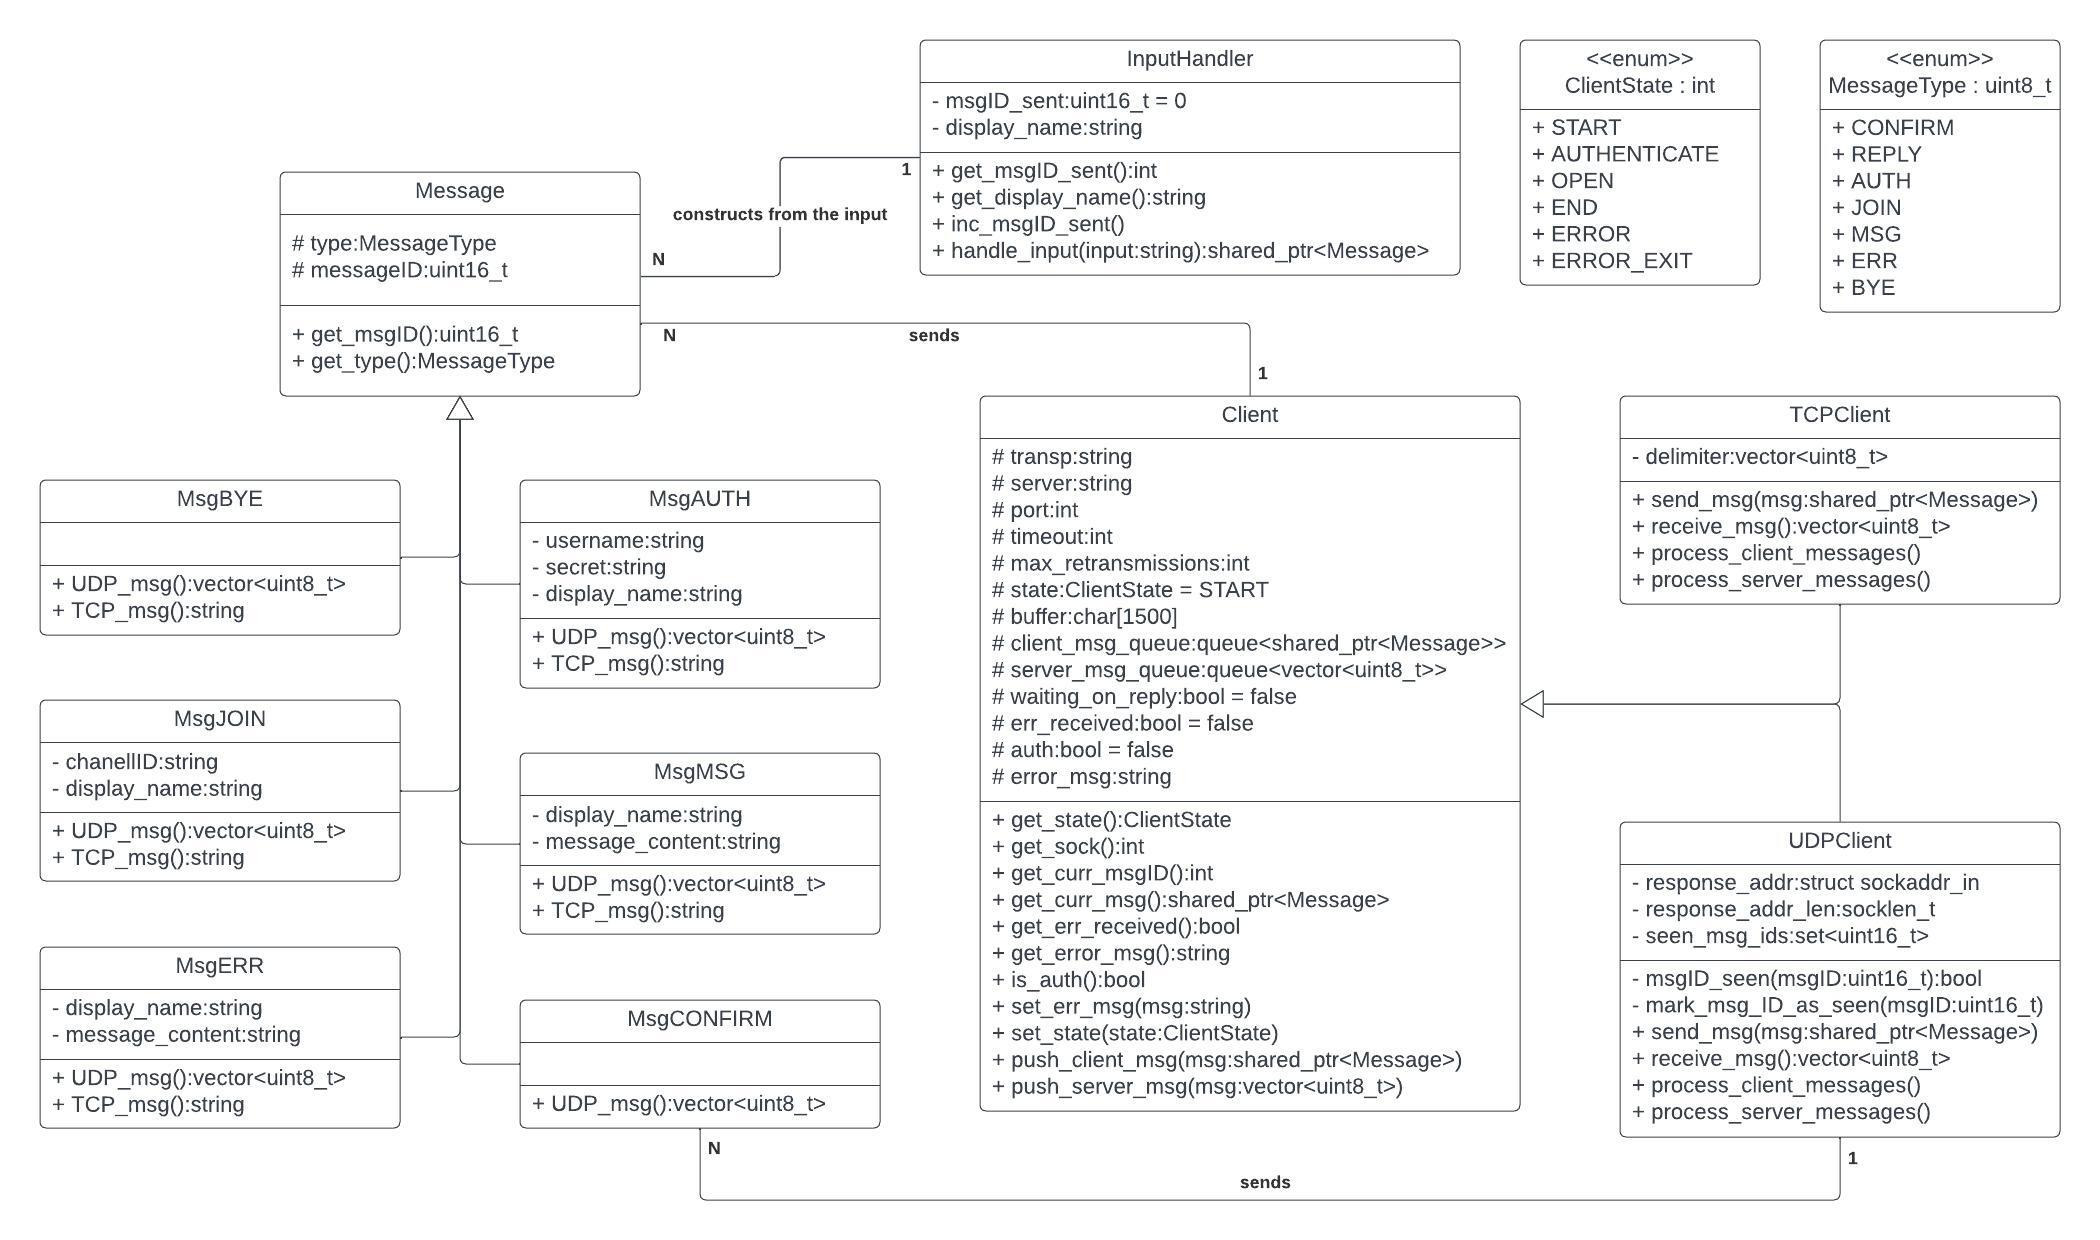 InputHandler
- msgID_sent:uint16_t = 0
- display_name:string
+ get_msgID_sent():int
+ get_display_name():string
+ inc_msgID_sent()
+ handle_input(input:string):shared_ptr<Message>
<<enum>>
ClientState : int
+ START
+ AUTHENTICATE
+ OPEN
+ END
+ ERROR
+ ERROR_EXIT
<<enum>>
MessageType : uint8_t
+ CONFIRM
+ REPLY
+ AUTH
+ JOIN
+ MSG
+ ERR
+ BYE
Message
# type:MessageType
# messageID:uint16_t
+ get_msgID():uint16_t
+ get_type():MessageType
1
constructs from the input
N
N
sends
1
Client
# transp:string
# server:string
# port:int
# timeout:int
# max_retransmissions:int
# state:ClientState = START
# buffer:char[1500]
# client_msg_queue:queue<shared_ptr<Message>>
# server_msg_queue:queue<vector<uint8_t>>
# waiting_on_reply:bool = false
# err_received:bool = false
# auth:bool = false
# error_msg:string
+ get_state():ClientState
+ get_sock():int
+ get_curr_msgID():int
+ get_curr_msg():shared_ptr<Message>
+ get_err_received():bool
+ get_error_msg():string
+ is_auth():bool
+ set_err_msg(msg:string)
+ set_state(state:ClientState)
+ push_client_msg(msg:shared_ptr<Message>)
+ push_server_msg(msg:vector<uint8_t>)
TCPClient
- delimiter:vector<uint8_t>
+ send_msg(msg:shared_ptr<Message>)
+ receive_msg():vector<uint8_t>
+ process_client_messages()
+ process_server_messages()
MsgBYE
+ UDP_msg():vector<uint8_t>
+ TCP_msg():string
MsgAUTH
- username:string
- secret:string
- display_name:string
+ UDP_msg():vector<uint8_t>
+ TCP_msg():string
MsgJOIN
- chanellID:string
- display_name:string
+ UDP_msg():vector<uint8_t>
+ TCP_msg():string
MsgMSG
- display_name:string
- message_content:string
+ UDP_msg():vector<uint8_t>
+ TCP_msg():string
UDPClient
- response_addr:struct sockaddr_in
- response_addr_len:socklen_t
- seen_msg_ids:set<uint16_t>
- msgID_seen(msgID:uint16_t):bool
- mark_msg_ID_as_seen(msgID:uint16_t)
+ send_msg(msg:shared_ptr<Message>)
+ receive_msg():vector<uint8_t>
+ process_client_messages()
+ process_server_messages()
MsgERR
- display_name:string
- message_content:string
+ UDP_msg():vector<uint8_t>
+ TCP_msg():string
MsgCONFIRM
+ UDP_msg():vector<uint8_t>
N
sends
1